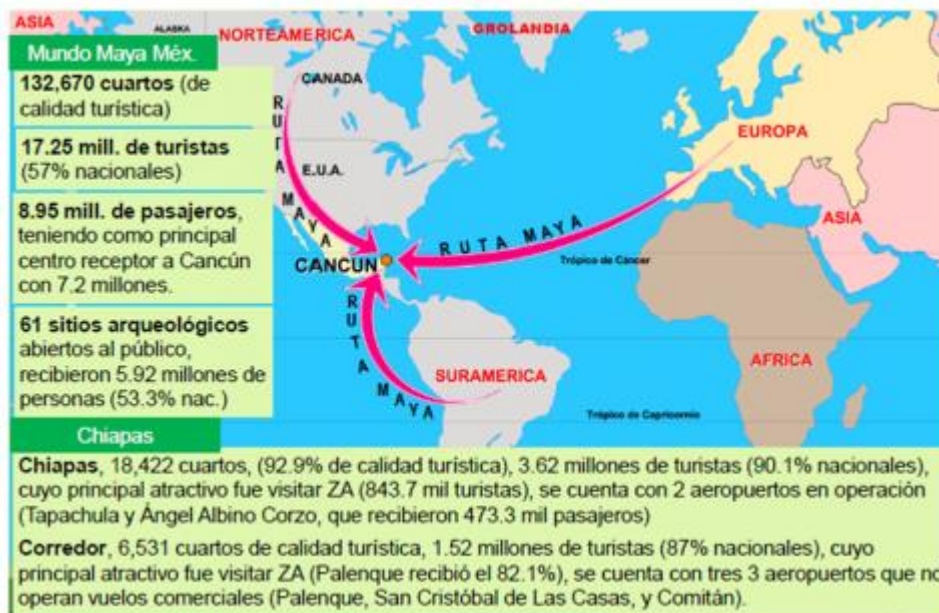 ASIA
ALASKA
NORTEAMERICA
GROLANDIA
Mundo Maya Méx.
132,670 cuartos (de
calidad turística)
17.25 mill. de turistas
(57% nacionales)
8.95 mill. de pasajeros,
teniendo como principal
centro receptor a Cancún
con 7.2 millones.
61 sitios arqueológicos
abiertos al público,
recibieron 5.92 millones de
personas (53.3% nac.)
CANADA
E.U.A.
RUTA MAYA
EUROPA
ASIA
RUTA MAYA
CANCUN
Trópico de Cáncer
RUTA MAYA
SURAMERICA
AFRICA
Trópico de Capricornio
Chiapas
Chiapas, 18,422 cuartos, (92.9% de calidad turística), 3.62 millones de turistas (90.1% nacionales),
cuyo principal atractivo fue visitar ZA (843.7 mil turistas), se cuenta con 2 aeropuertos en operación
(Tapachula y Ángel Albino Corzo, que recibieron 473.3 mil pasajeros)
Corredor, 6,531 cuartos de calidad turística, 1.52 millones de turistas (87% nacionales), cuyo
principal atractivo fue visitar ZA (Palenque recibió el 82.1%), se cuenta con tres 3 aeropuertos que no
operan vuelos comerciales (Palenque, San Cristóbal de Las Casas, y Comitán).